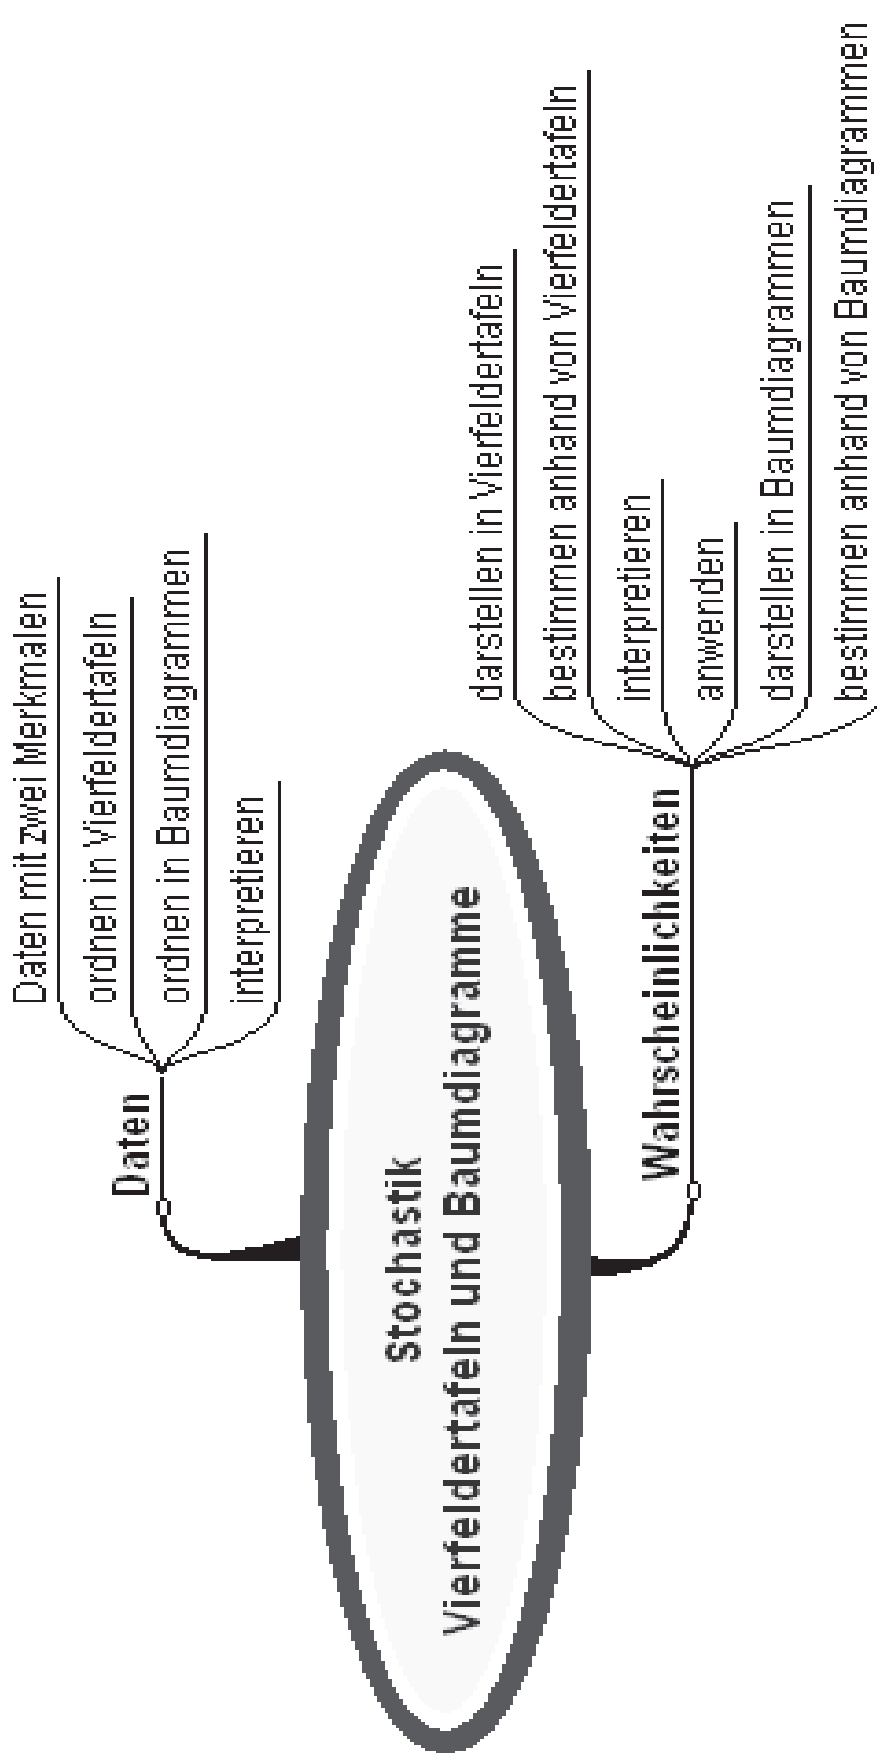 Stochastik
Vierfeldertafeln und Baumdiagramme
Daten
Daten mit zwei Merkmalen
ordnen in Vierfeldertafeln
ordnen in Baumdiagrammen
interpretieren
Wahrscheinlichkeiten
darstellen in Vierfeldertafeln
bestimmen anhand von Vierfeldertafeln
interpretieren
anwenden
darstellen in Baumdiagrammen
bestimmen anhand von Baumdiagrammen